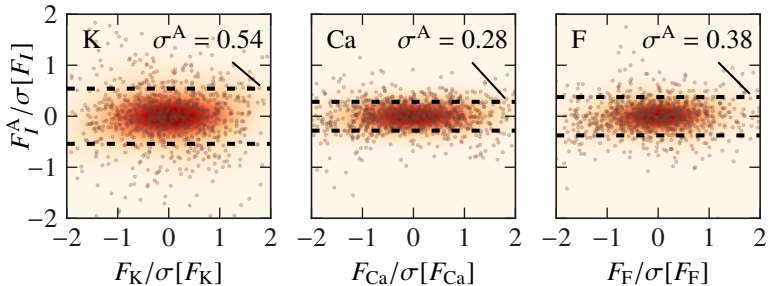 K σ^A = 0.54
Ca σ^A = 0.28
F σ^A = 0.38
F_I^A/σ[F_I]
2
1
0
−1
−2
−2 −1 0 1 2
−2 −1 0 1 2
−2 −1 0 1 2
F_K/σ[F_K]
F_Ca/σ[F_Ca]
F_F/σ[F_F]